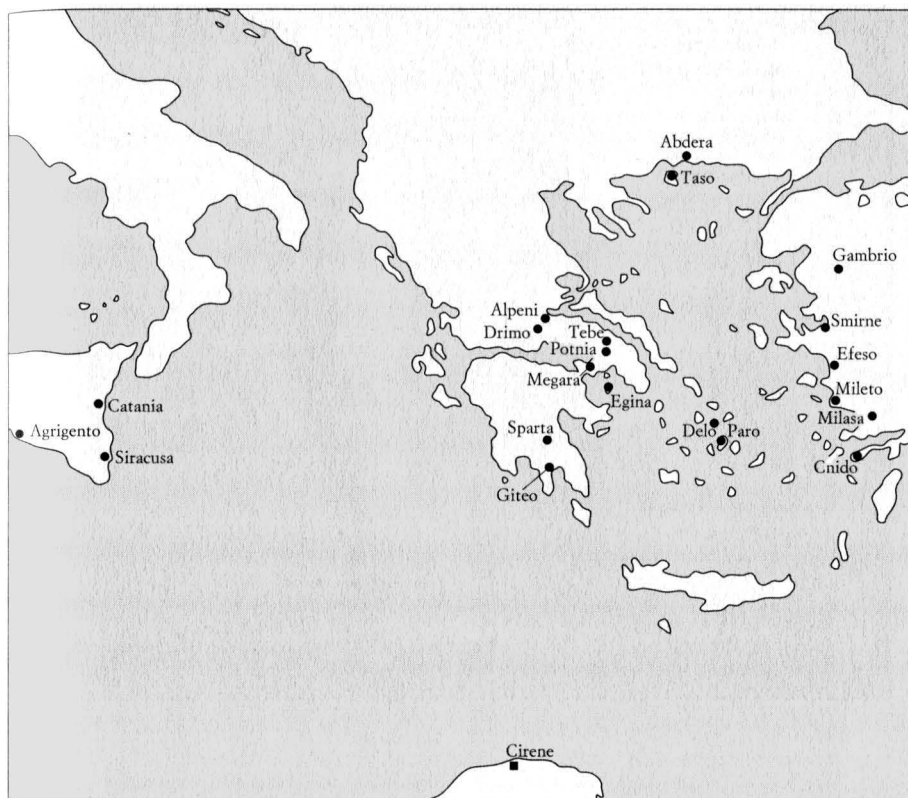 Abdera
Taso
Gambrio
Alpeni
Drimo
Tebe
Smirne
Potnia
Efeso
Megara
Egina
Mileto
Catania
Milasa
Agrigento
Sparta
Delo
Paro
Siracusa
Cnido
Giteo
Cirene